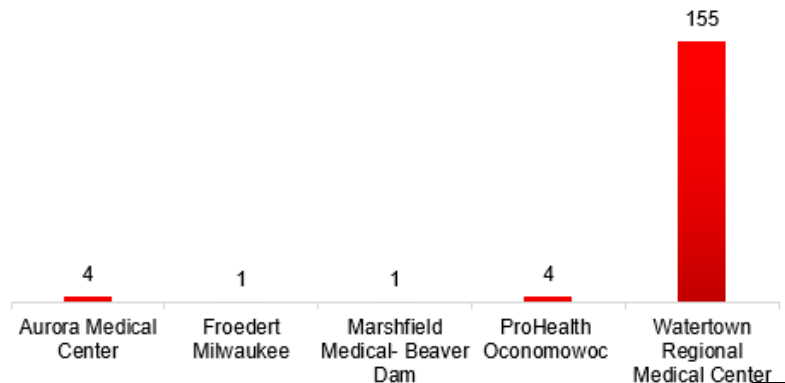 155
4
1
1
4
Aurora Medical
Center
Froedert
Milwaukee
Marshfield
Medical- Beaver
Dam
ProHealth
Oconomowoc
Watertown
Regional
Medical Center